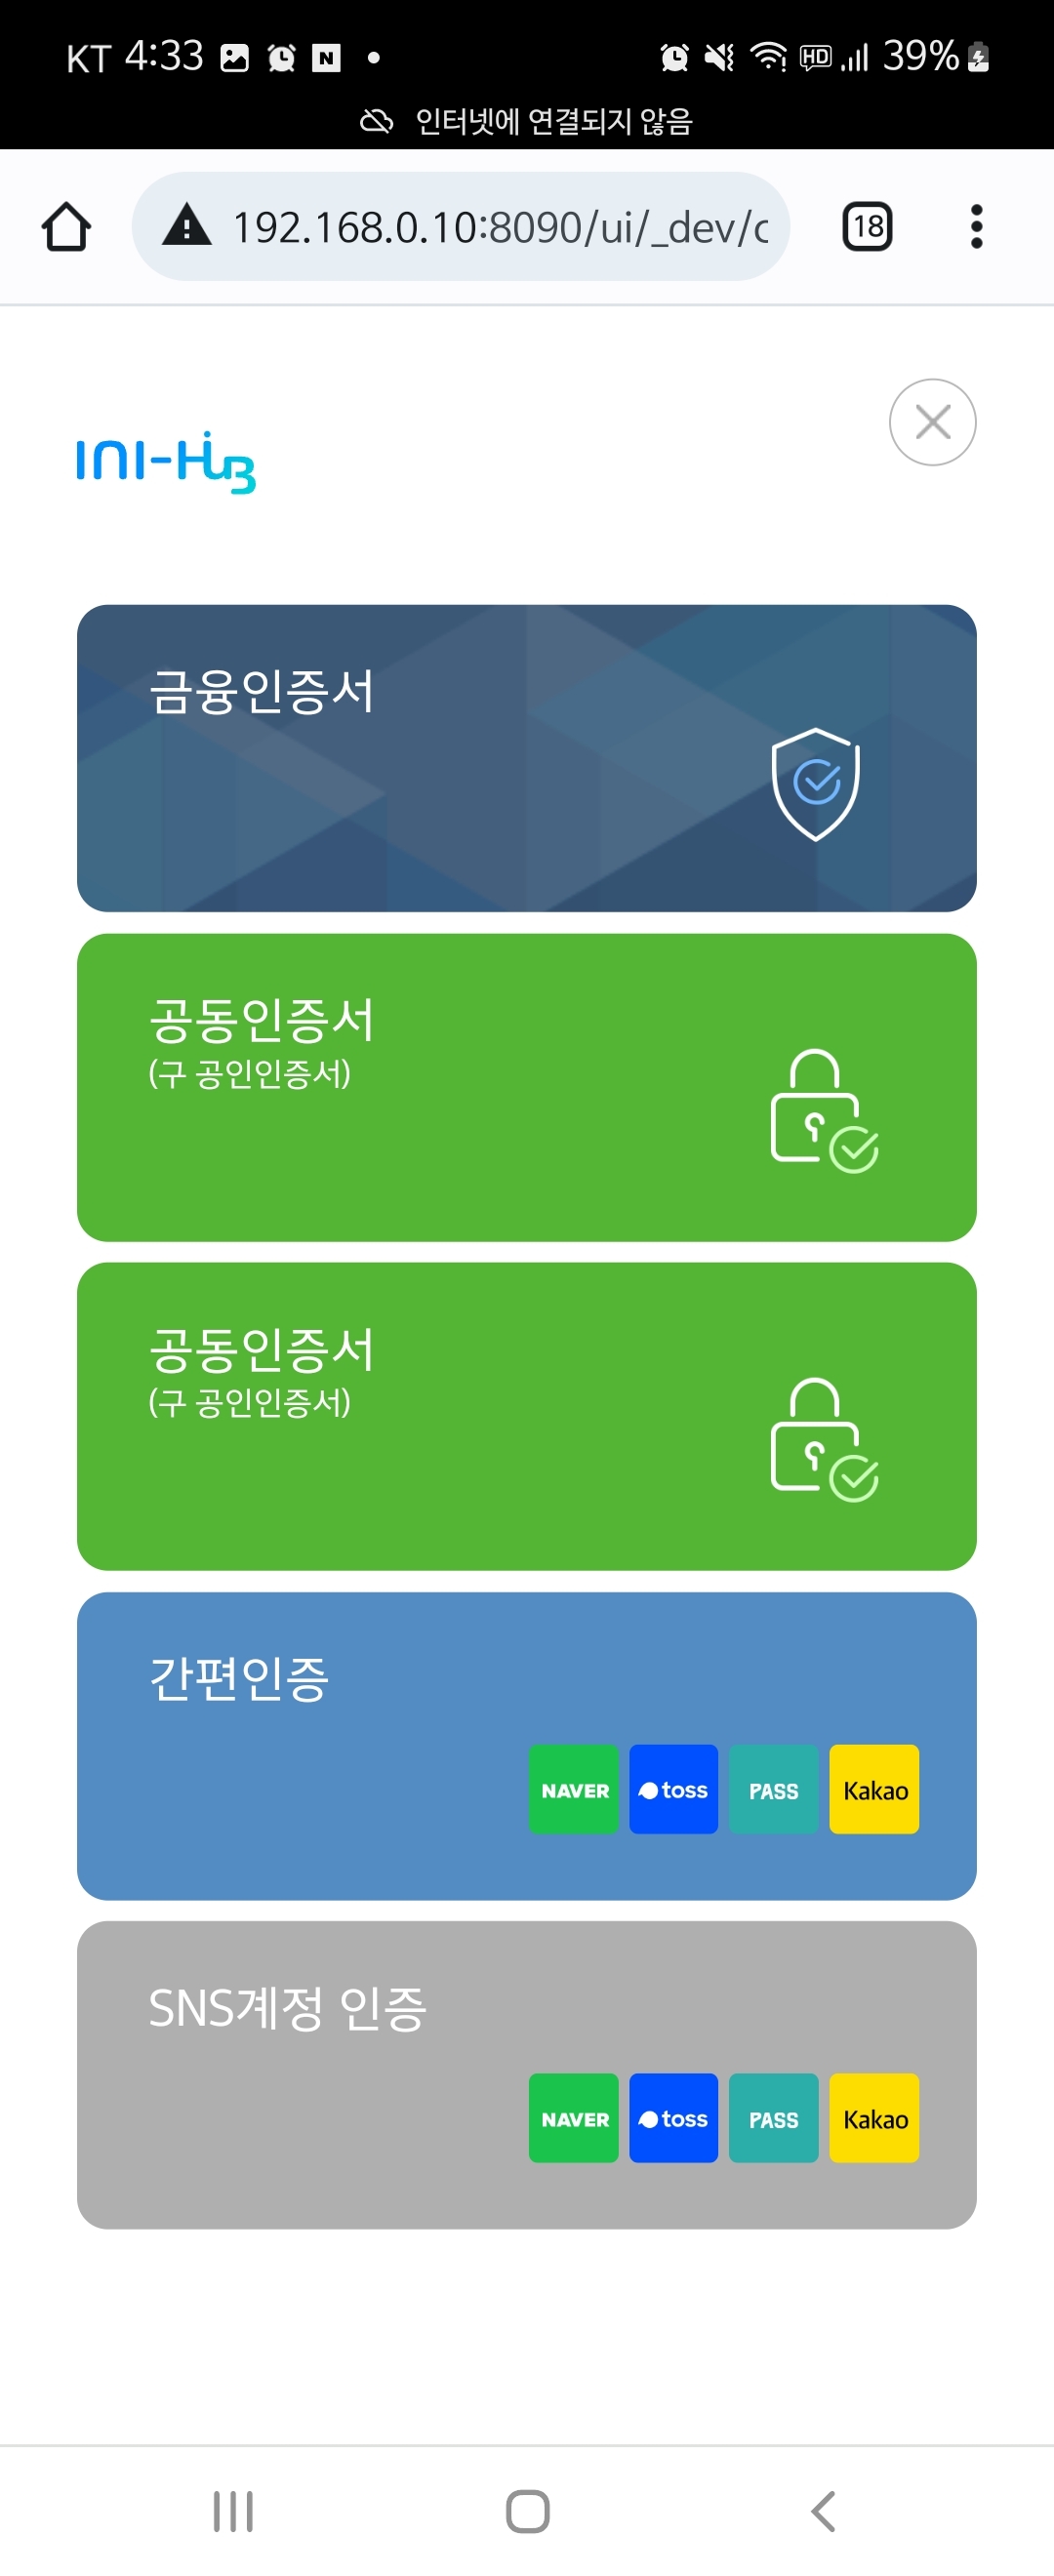 KT 4:33 N HD 39%
인터넷에 연결되지 않음
192.168.0.10:8090/ui/_dev/c 18
INI-HUB
금융인증서
공동인증서
(구 공인인증서)
공동인증서
(구 공인인증서)
간편인증
NAVER toss PASS Kakao
SNS계정 인증
NAVER toss PASS Kakao